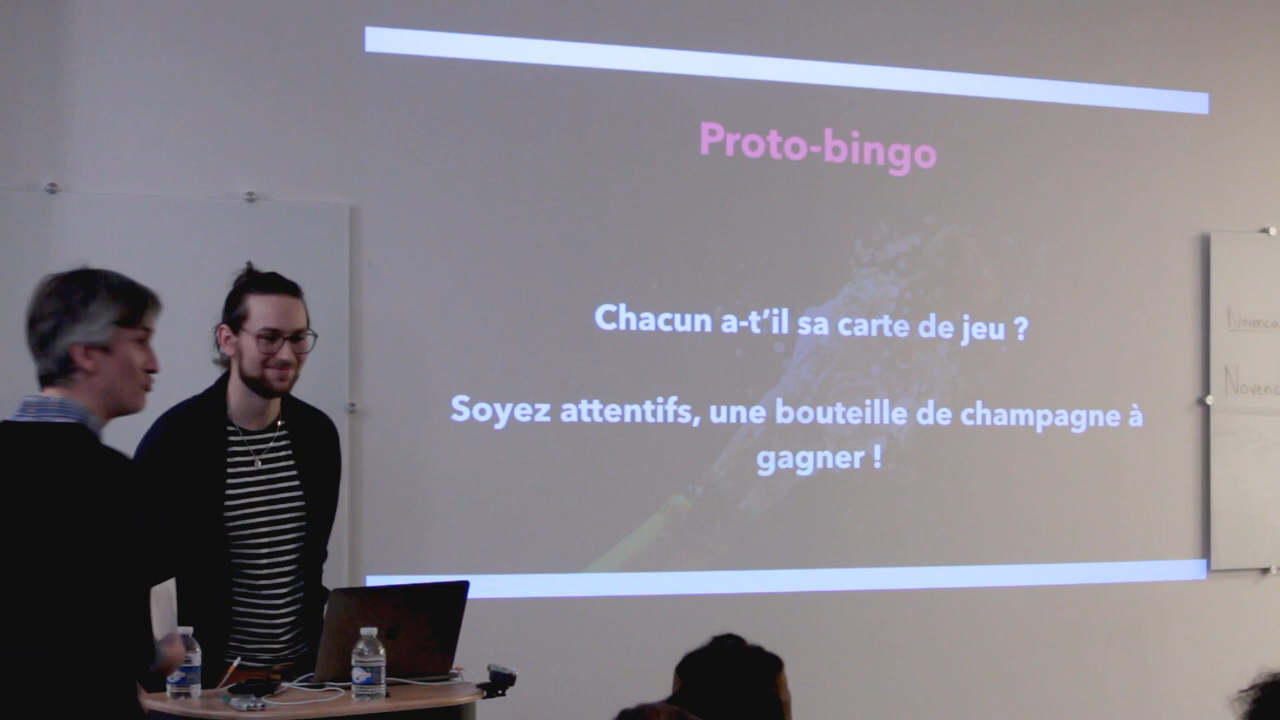 Proto-bingo
Chacun a-t'il sa carte de jeu ?
Soyez attentifs, une bouteille de champagne à
gagner !